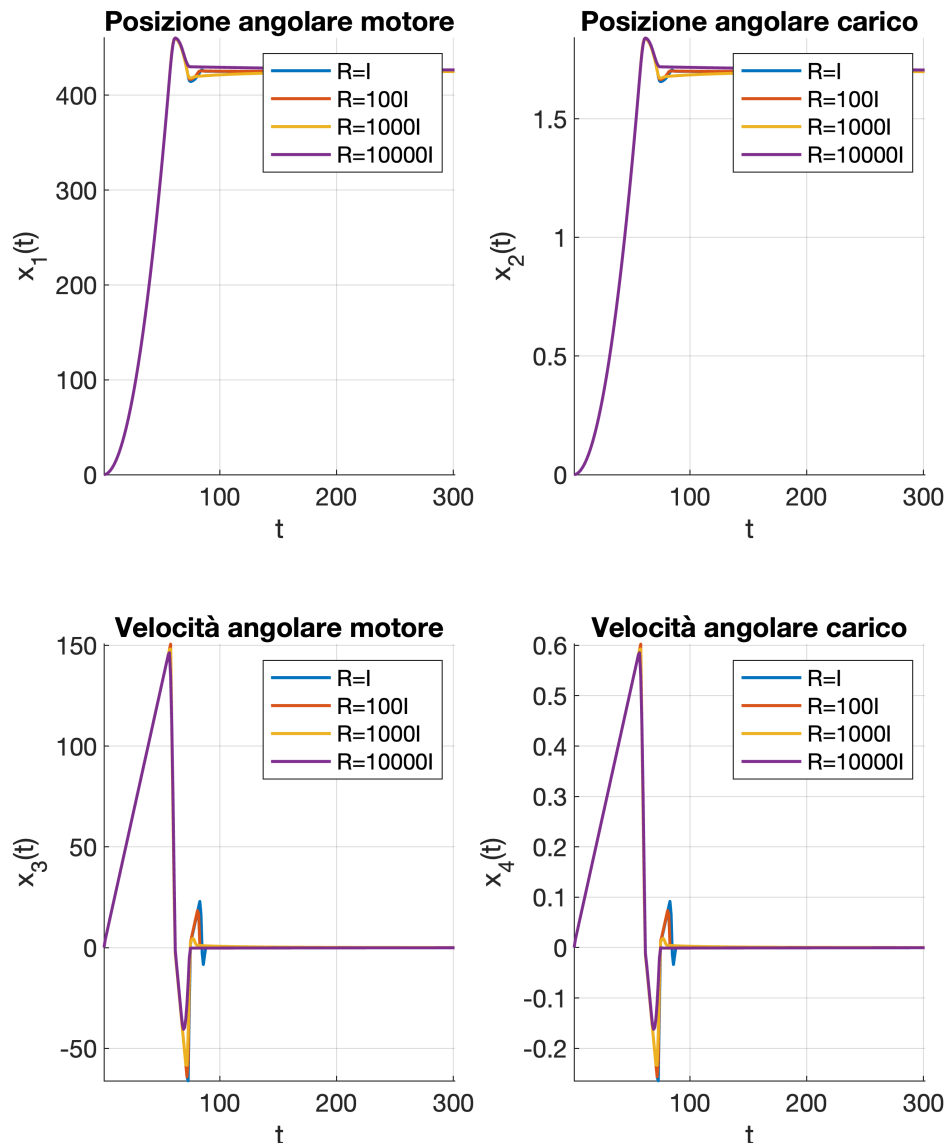 Posizione angolare motore
400
300
200
100
0
100
200
300
x1(t)
t
R=I
R=100I
R=1000I
R=10000I
Posizione angolare carico
1.5
1
0.5
0
100
200
300
x2(t)
t
R=I
R=100I
R=1000I
R=10000I
Velocità angolare motore
150
100
50
0
-50
100
200
300
x3(t)
t
R=I
R=100I
R=1000I
R=10000I
Velocità angolare carico
0.6
0.5
0.4
0.3
0.2
0.1
0
-0.1
-0.2
100
200
300
x4(t)
t
R=I
R=100I
R=1000I
R=10000I